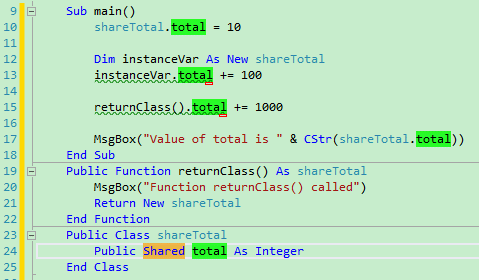 9 Sub main()
10 shareTotal.total = 10
11
12 Dim instanceVar As New shareTotal
13 instanceVar.total += 100
14
15 returnClass().total += 1000
16
17 MsgBox("Value of total is " & CStr(shareTotal.total))
18 End Sub
19 Public Function returnClass() As shareTotal
20 MsgBox("Function returnClass() called")
21 Return New shareTotal
22 End Function
23 Public Class shareTotal
24 Public Shared total As Integer
25 End Class